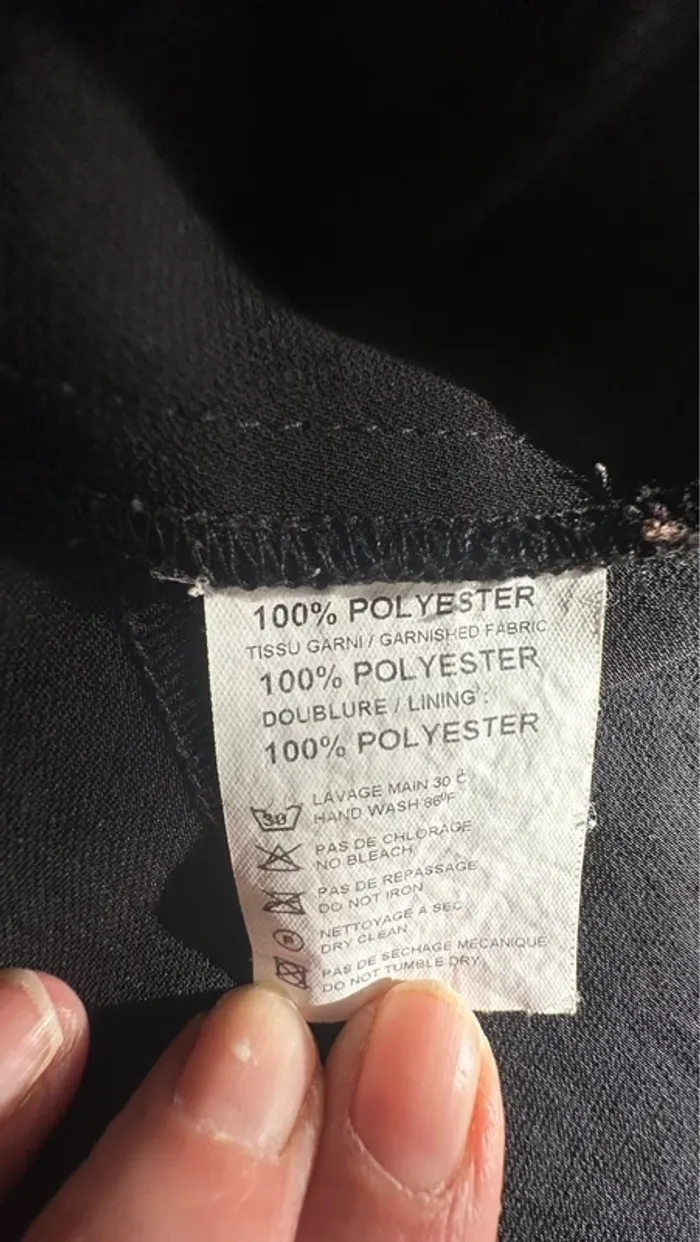 100% POLYESTER
TISSU GARNI / GARNISHED FABRIC
100% POLYESTER
DOUBLURE / LINING :
100% POLYESTER
LAVAGE MAIN 30°C
30 HAND WASH 86°F
PAS DE CHLORAGE
NO BLEACH
PAS DE REPASSAGE
DO NOT IRON
NETTOYAGE A SEC
P DRY CLEAN
PAS DE SECHAGE MECANIQUE
DO NOT TUMBLE DRY